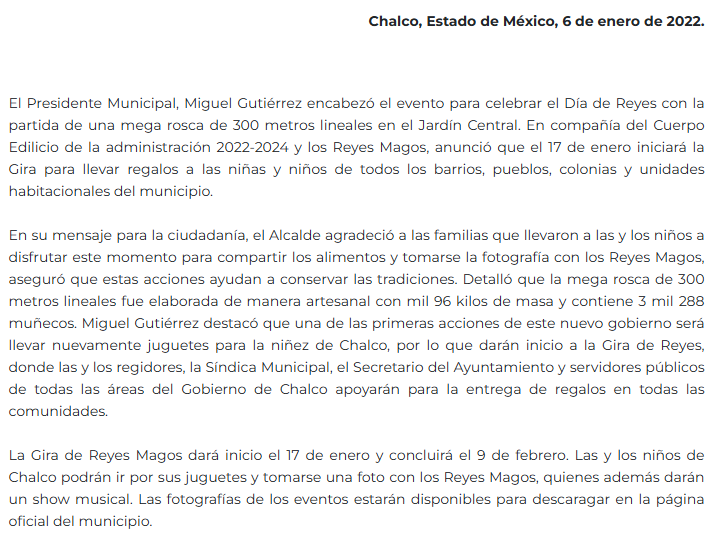 Chalco, Estado de México, 6 de enero de 2022.
El Presidente Municipal, Miguel Gutiérrez encabezó el evento para celebrar el Día de Reyes con la
partida de una mega rosca de 300 metros lineales en el Jardín Central. En compañía del Cuerpo
Edilicio de la administración 2022-2024 y los Reyes Magos, anunció que el 17 de enero iniciará la
Gira para llevar regalos a las niñas y niños de todos los barrios, pueblos, colonias y unidades
habitacionales del municipio.
En su mensaje para la ciudadanía, el Alcalde agradeció a las familias que llevaron a las y los niños a
disfrutar este momento para compartir los alimentos y tomarse la fotografía con los Reyes Magos,
aseguró que estas acciones ayudan a conservar las tradiciones. Detalló que la mega rosca de 300
metros lineales fue elaborada de manera artesanal con mil 96 kilos de masa y contiene 3 mil 288
muñecos. Miguel Gutiérrez destacó que una de las primeras acciones de este nuevo gobierno será
llevar nuevamente juguetes para la niñez de Chalco, por lo que darán inicio a la Gira de Reyes,
donde las y los regidores, la Síndica Municipal, el Secretario del Ayuntamiento y servidores públicos
de todas las áreas del Gobierno de Chalco apoyarán para la entrega de regalos en todas las
comunidades.
La Gira de Reyes Magos dará inicio el 17 de enero y concluirá el 9 de febrero. Las y los niños de
Chalco podrán ir por sus juguetes y tomarse una foto con los Reyes Magos, quienes además darán
un show musical. Las fotografías de los eventos estarán disponibles para descaragar en la página
oficial del municipio.